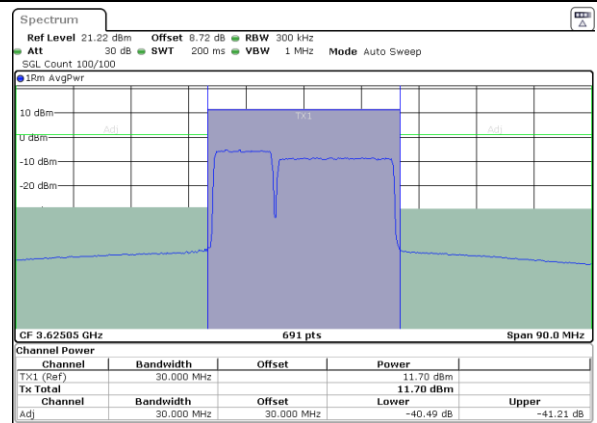 Spectrum
Ref Level 21.22 dBm Offset 8.72 dB RBW 300 kHz
Att 30 dB SWT 200 ms VBW 1 MHz Mode Auto Sweep
SGL Count 100/100
1Rm AvgPwr
TX1
10 dBm
Adj Adj
0 dBm
-10 dBm
-20 dBm
CF 3.62505 GHz 691 pts Span 90.0 MHz
Channel Power
Channel Bandwidth Offset Power
TX1 (Ref) 30.000 MHz 11.70 dBm
Tx Total 11.70 dBm
Channel Bandwidth Offset Lower Upper
Adj 30.000 MHz 30.000 MHz -40.49 dB -41.21 dB